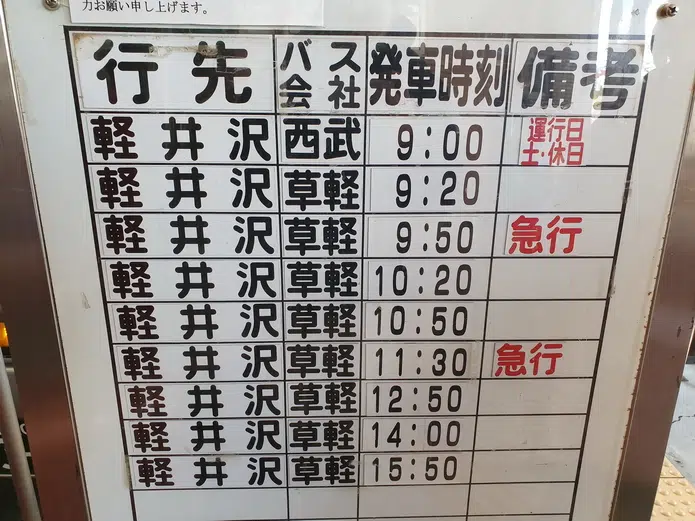 力お願い申し上げます。
行先 バス会社 発車時刻 備考
軽井沢 西武 9:00 運行日土・休日
軽井沢 草軽 9:20
軽井沢 草軽 9:50 急行
軽井沢 草軽 10:20
軽井沢 草軽 10:50
軽井沢 草軽 11:30 急行
軽井沢 草軽 12:50
軽井沢 草軽 14:00
軽井沢 草軽 15:50